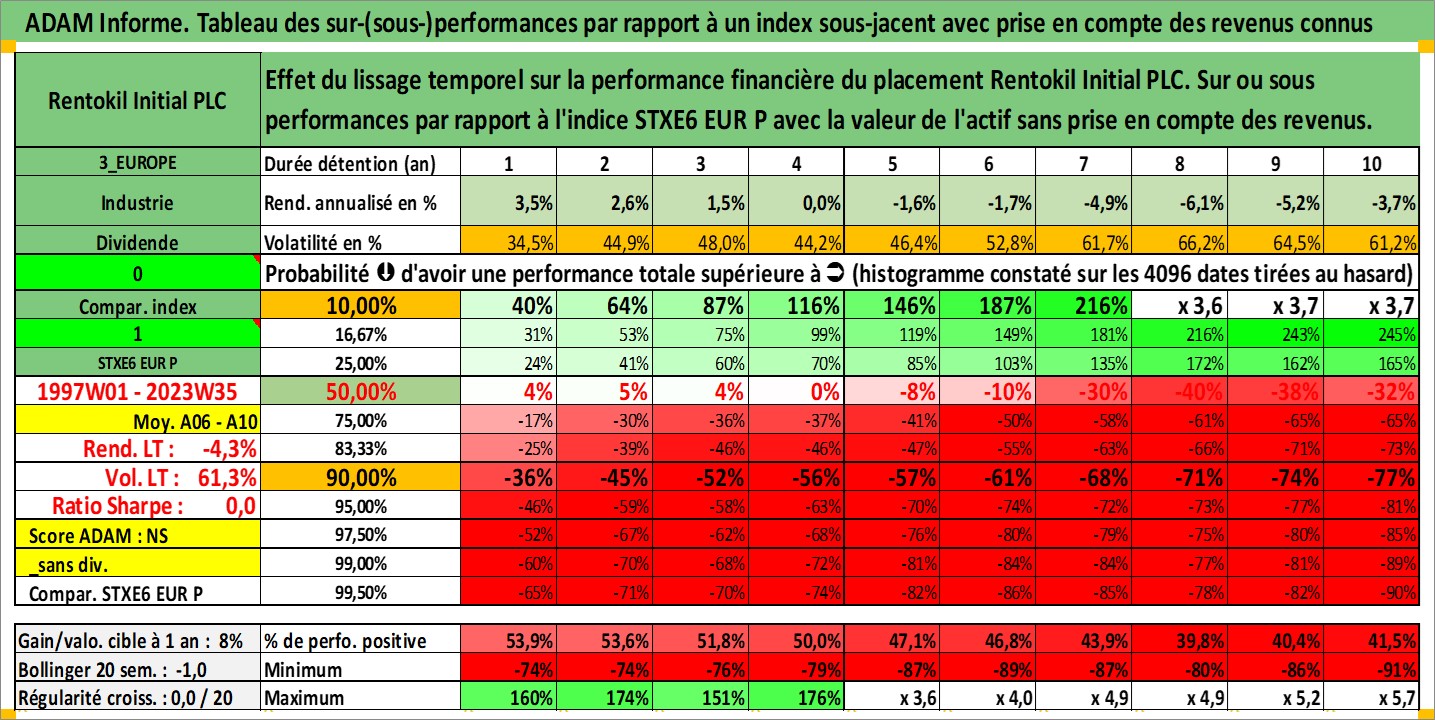 ADAM Informe. Tableau des sur-(sous-)performances par rapport à un index sous-jacent avec prise en compte des revenus connus
Rentokil Initial PLC
Effet du lissage temporel sur la performance financière du placement Rentokil Initial PLC. Sur ou sous
performances par rapport à l'indice STXE6 EUR P avec la valeur de l'actif sans prise en compte des revenus.
3_EUROPE Durée détention (an) 1 2 3 4 5 6 7 8 9 10
Industrie Rend. annualisé en % 3,5% 2,6% 1,5% 0,0% -1,6% -1,7% -4,9% -6,1% -5,2% -3,7%
Dividende Volatilité en % 34,5% 44,9% 48,0% 44,2% 46,4% 52,8% 61,7% 66,2% 64,5% 61,2%
0 Probabilité d'avoir une performance totale supérieure à (histogramme constaté sur les 4096 dates tirées au hasard)
Compar. index 10,00% 40% 64% 87% 116% 146% 187% 216% x 3,6 x 3,7 x 3,7
1 16,67% 31% 53% 75% 99% 119% 149% 181% 216% 243% 245%
STXE6 EUR P 25,00% 24% 41% 60% 70% 85% 103% 135% 172% 162% 165%
1997W01 - 2023W35 50,00% 4% 5% 4% 0% -8% -10% -30% -40% -38% -32%
Moy. A06 - A10 75,00% -17% -30% -36% -37% -41% -50% -58% -61% -65% -65%
Rend. LT : -4,3% 83,33% -25% -39% -46% -46% -47% -55% -63% -66% -71% -73%
Vol. LT : 61,3% 90,00% -36% -45% -52% -56% -57% -61% -68% -71% -74% -77%
Ratio Sharpe : 0,0 95,00% -46% -59% -58% -63% -70% -74% -72% -73% -77% -81%
Score ADAM : NS 97,50% -52% -67% -62% -68% -76% -80% -79% -75% -80% -85%
_sans div. 99,00% -60% -70% -68% -72% -81% -84% -84% -77% -81% -89%
Compar. STXE6 EUR P 99,50% -65% -71% -70% -74% -82% -86% -85% -78% -82% -90%
Gain/valo. cible à 1 an : 8% % de perfo. positive 53,9% 53,6% 51,8% 50,0% 47,1% 46,8% 43,9% 39,8% 40,4% 41,5%
Bollinger 20 sem. : -1,0 Minimum -74% -74% -76% -79% -87% -89% -87% -80% -86% -91%
Régularité croiss. : 0,0 / 20 Maximum 160% 174% 151% 176% x 3,6 x 4,0 x 4,9 x 4,9 x 5,2 x 5,7